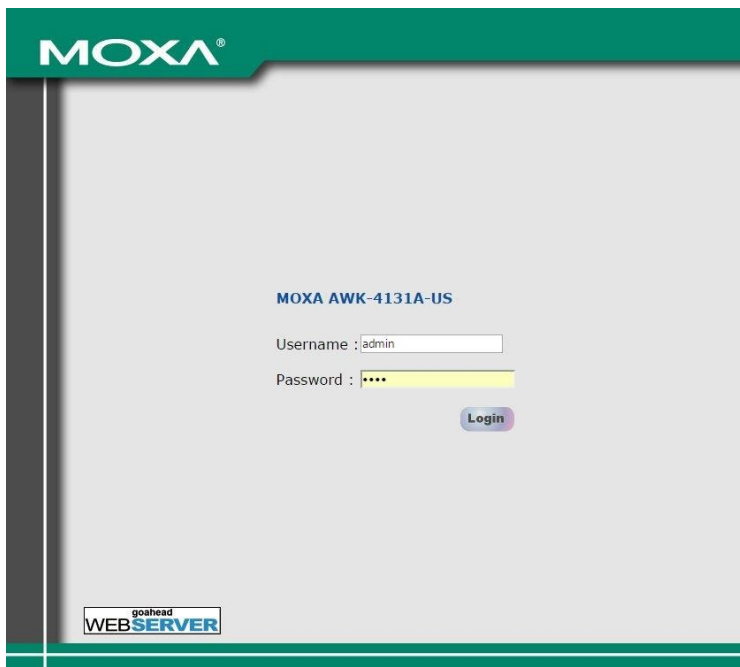 MOXA®
MOXA AWK-4131A-US
Username : admin
Password : ••••
Login
goahead
WEBSERVER